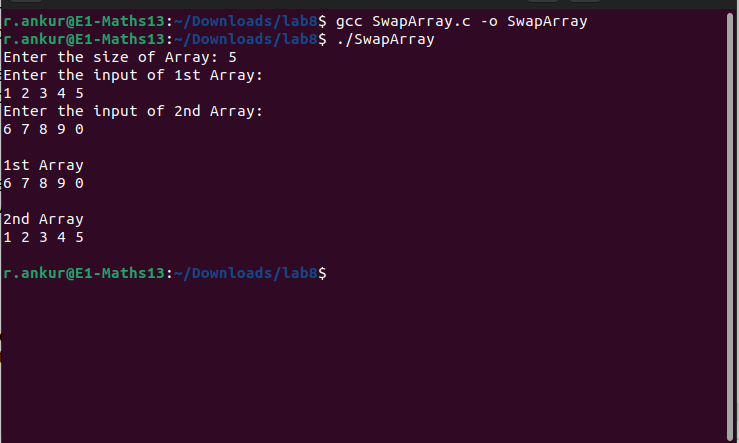 r.ankur@E1-Maths13:~/Downloads/lab8$ gcc SwapArray.c -o SwapArray
r.ankur@E1-Maths13:~/Downloads/lab8$ ./SwapArray
Enter the size of Array: 5
Enter the input of 1st Array:
1 2 3 4 5
Enter the input of 2nd Array:
6 7 8 9 0
1st Array
6 7 8 9 0
2nd Array
1 2 3 4 5
r.ankur@E1-Maths13:~/Downloads/lab8$